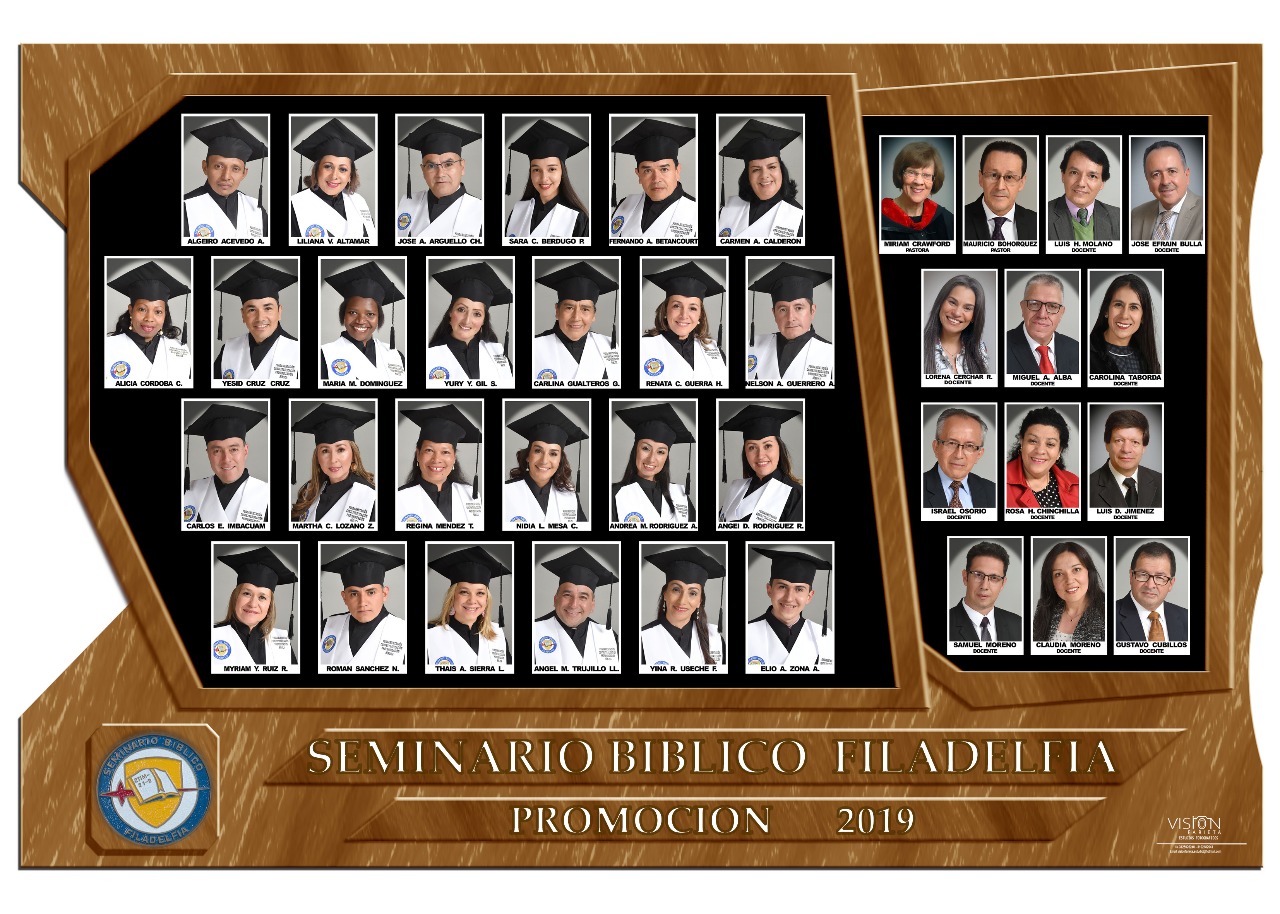 ALGEIRO ACEVEDO A.
LILIANA V. ALTAMAR
JOSE A. ARGUELLO CH.
SARA C. BERDUGO P.
FERNANDO A. BETANCOURT
CARMEN A. CALDERON
ALICIA CORDOBA C.
YESID CRUZ CRUZ
MARIA M. DOMINGUEZ
YURY Y. GIL S.
CARLINA GUALTEROS G.
RENATA C. GUERRA H.
NELSON A. GUERRERO A.
CARLOS E. IMBACUAM
MARTHA C. LOZANO Z.
REGINA MENDEZ T.
NIDIA L. MESA C.
ANDREA M. RODRIGUEZ A.
ANGEL D. RODRIGUEZ R.
MYRIAM Y. RUIZ R.
ROMAN SANCHEZ N.
THAIS A. SIERRA L.
ANGEL M. TRUJILLO LL.
YINA R. USECHE F.
ELIO A. ZONA A.
MIRIAM CRAWFORD
PASTORA
MAURICIO BOHORQUEZ
PASTOR
LUIS H. MOLANO
DOCENTE
JOSE EFRAIN BULLA
DOCENTE
LORENA CERCHAR R.
DOCENTE
MIGUEL A. ALBA
DOCENTE
CAROLINA TABORDA
DOCENTE
ISRAEL OSORIO
DOCENTE
ROSA H. CHINCHILLA
DOCENTE
LUIS D. JIMENEZ
DOCENTE
SAMUEL MORENO
DOCENTE
CLAUDIA MORENO
DOCENTE
GUSTAVO CUBILLOS
DOCENTE
SEMINARIO BIBLICO
FILADELFIA
SEMINARIO BIBLICO FILADELFIA
PROMOCION 2019
VISION